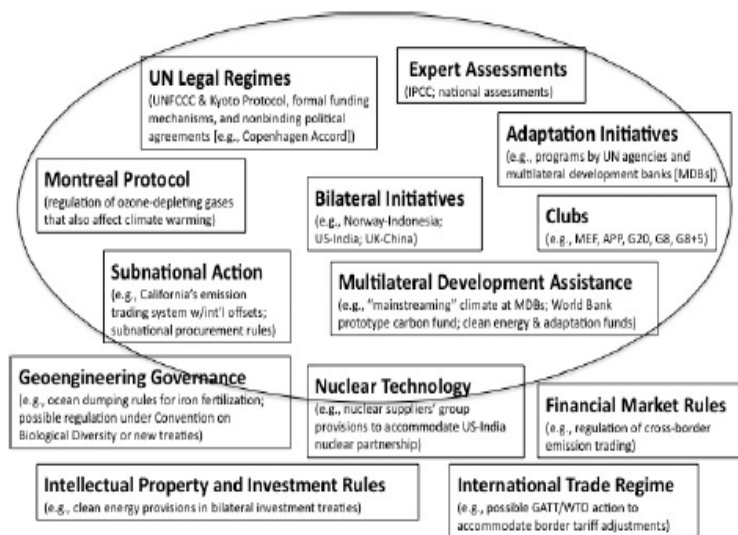 UN Legal Regimes
(UNFCCC & Kyoto Protocol, formal funding
mechanisms, and nonbinding political
agreements [e.g., Copenhagen Accord])
Expert Assessments
(IPCC; national assessments)
Adaptation Initiatives
(e.g., programs by UN agencies and
multilateral development banks [MDBs])
Montreal Protocol
(regulation of ozone-depleting gases
that also affect climate warming)
Bilateral Initiatives
(e.g., Norway-Indonesia;
US-India; UK-China)
Clubs
(e.g., MEF, APP, G20, G8, G8+5)
Subnational Action
(e.g., California's emission
trading system w/int'l offsets;
subnational procurement rules)
Multilateral Development Assistance
(e.g., "mainstreaming" climate at MDBs; World Bank
prototype carbon fund; clean energy & adaptation funds)
Geoengineering Governance
(e.g., ocean dumping rules for iron fertilization;
possible regulation under Convention on
Biological Diversity or new treaties)
Nuclear Technology
(e.g., nuclear suppliers' group
provisions to accommodate US-India
nuclear partnership)
Financial Market Rules
(e.g., regulation of cross-border
emission trading)
Intellectual Property and Investment Rules
(e.g., clean energy provisions in bilateral investment treaties)
International Trade Regime
(e.g., possible GATT/WTO action to
accommodate border tariff adjustments)